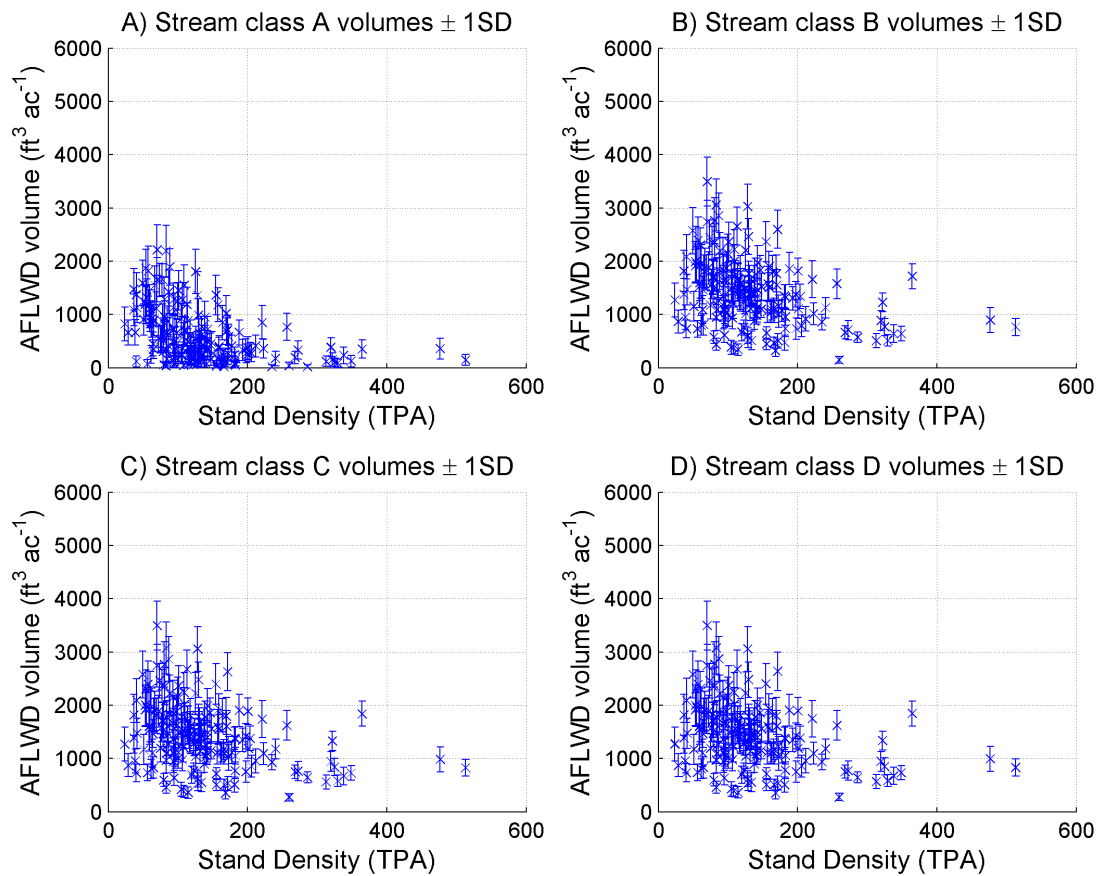 A) Stream class A volumes ± 1SD
6000
5000
4000
3000
2000
1000
0
0 200 400 600
AFLWD volume (ft³ ac⁻¹)
Stand Density (TPA)
B) Stream class B volumes ± 1SD
6000
5000
4000
3000
2000
1000
0
0 200 400 600
AFLWD volume (ft³ ac⁻¹)
Stand Density (TPA)
C) Stream class C volumes ± 1SD
6000
5000
4000
3000
2000
1000
0
0 200 400 600
AFLWD volume (ft³ ac⁻¹)
Stand Density (TPA)
D) Stream class D volumes ± 1SD
6000
5000
4000
3000
2000
1000
0
0 200 400 600
AFLWD volume (ft³ ac⁻¹)
Stand Density (TPA)